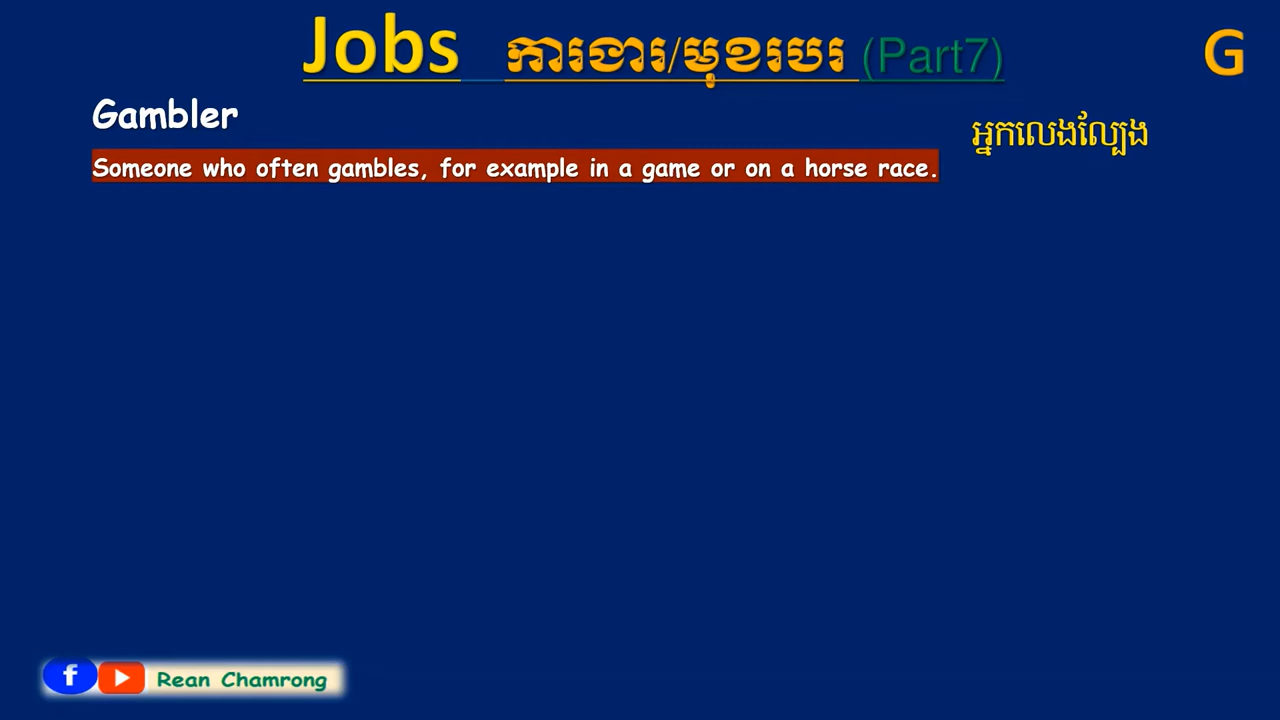 Jobs ការងារ/មុខរបរ (Part7)
G
Gambler
អ្នកលេងល្បែង
Someone who often gambles, for example in a game or on a horse race.
f Rean Chamrong